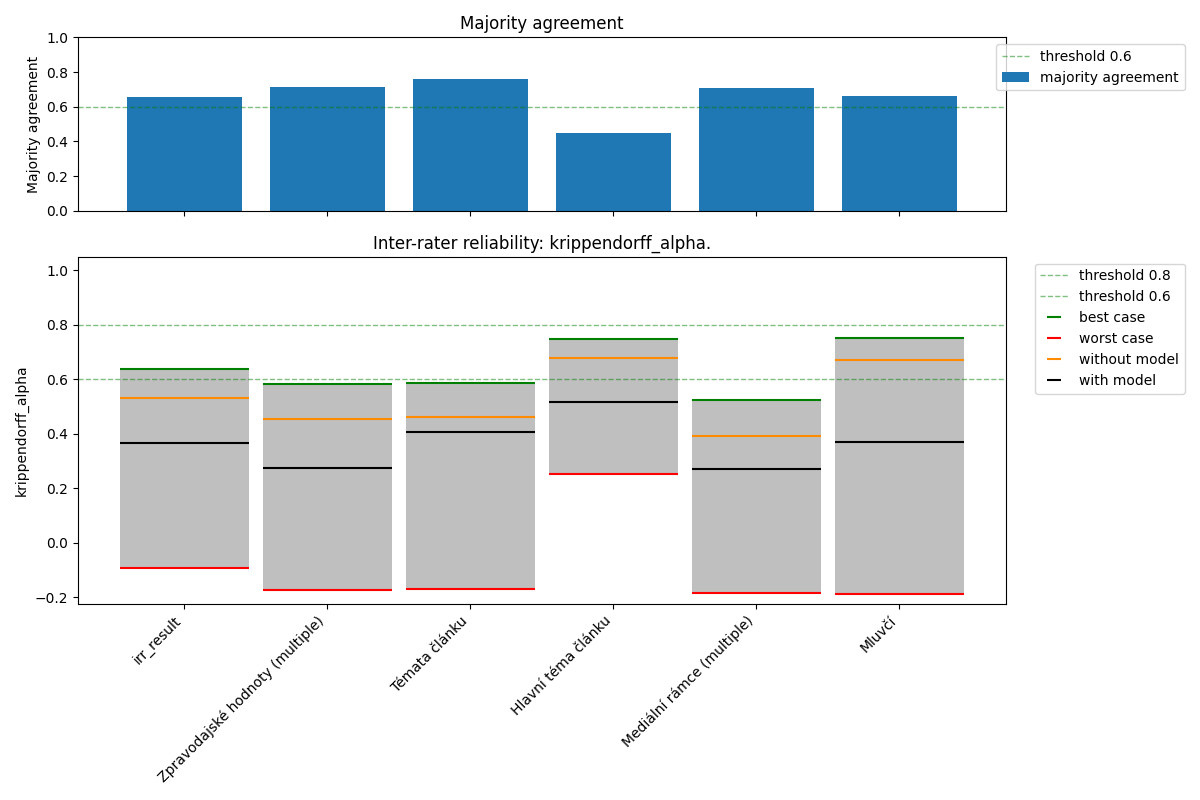 Majority agreement
1.0
0.8
0.6
0.4
0.2
0.0
Majority agreement
threshold 0.6
majority agreement
Inter-rater reliability: krippendorff_alpha.
1.0
0.8
0.6
0.4
0.2
0.0
−0.2
krippendorff_alpha
threshold 0.8
threshold 0.6
best case
worst case
without model
with model
irr_result
Zpravodajské hodnoty (multiple)
Témata článku
Hlavní téma článku
Mediální rámce (multiple)
Mluvčí